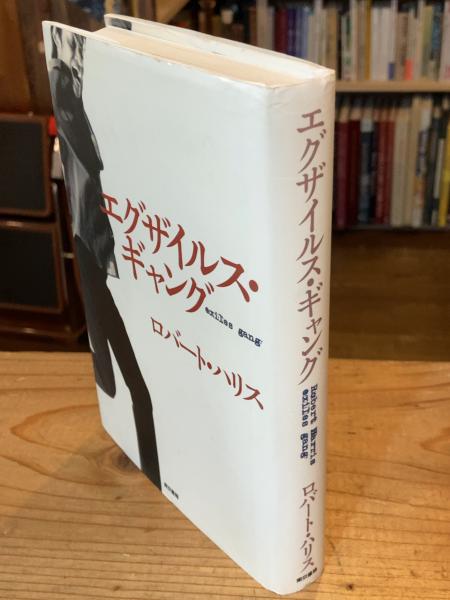 エグザイルス・
ギャング
exiles gang
ロバート・ハリス
エグザイルス・ギャング
Robert Harris
exiles gang
ロバート・ハリス